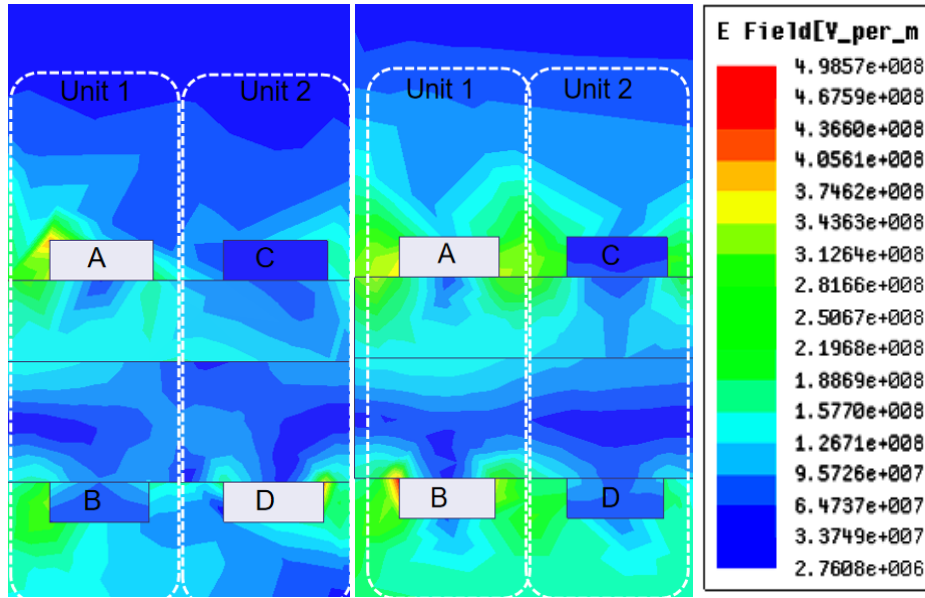 Unit 1
Unit 2
A
C
B
D
Unit 1
Unit 2
A
C
B
D
E Field[V_per_m
4.9857e+008
4.6759e+008
4.3660e+008
4.0561e+008
3.7462e+008
3.4363e+008
3.1264e+008
2.8166e+008
2.5067e+008
2.1968e+008
1.8869e+008
1.5770e+008
1.2671e+008
9.5726e+007
6.4737e+007
3.3749e+007
2.7608e+006